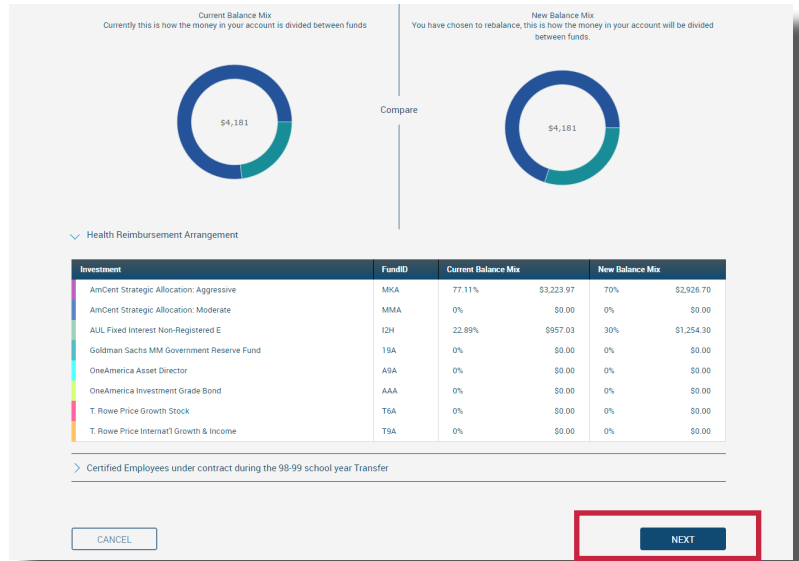 Current Balance Mix
Currently this is how the money in your account is divided between funds
New Balance Mix
You have chosen to rebalance, this is how the money in your account will be divided
between funds.
$4,181
Compare
$4,181
Health Reimbursement Arrangement
Investment FundID Current Balance Mix New Balance Mix
AmCent Strategic Allocation: Aggressive MKA 77.11% $3,223.97 70% $2,926.70
AmCent Strategic Allocation: Moderate MMA 0% $0.00 0% $0.00
AUL Fixed Interest Non-Registered E I2H 22.89% $957.03 30% $1,254.30
Goldman Sachs MM Government Reserve Fund 19A 0% $0.00 0% $0.00
OneAmerica Asset Director A9A 0% $0.00 0% $0.00
OneAmerica Investment Grade Bond AAA 0% $0.00 0% $0.00
T. Rowe Price Growth Stock T6A 0% $0.00 0% $0.00
T. Rowe Price Internat'l Growth & Income T9A 0% $0.00 0% $0.00
Certified Employees under contract during the 98-99 school year Transfer
CANCEL
NEXT